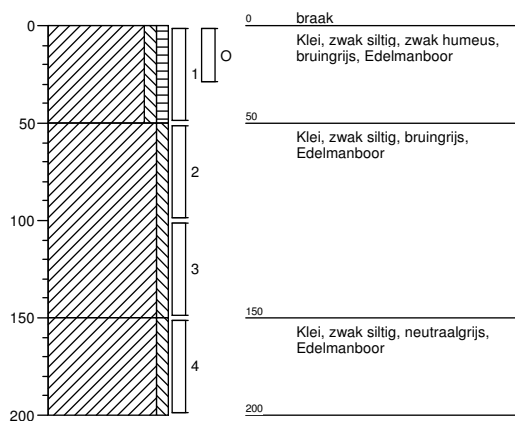 0
50
100
150
200
1
2
3
4
O
0
braak
Klei, zwak siltig, zwak humeus,
bruingrijs, Edelmanboor
50
Klei, zwak siltig, bruingrijs,
Edelmanboor
150
Klei, zwak siltig, neutraalgrijs,
Edelmanboor
200